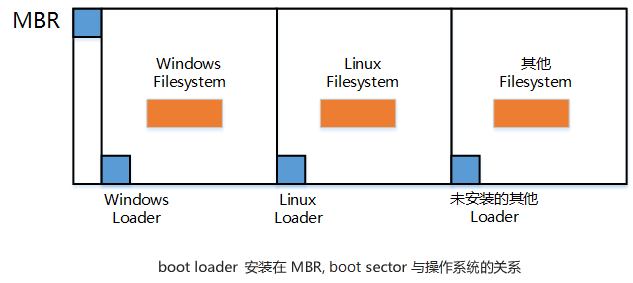 MBR
Windows
Filesystem
Linux
Filesystem
其他
Filesystem
Windows
Loader
Linux
Loader
未安装的其他
Loader
boot loader 安装在 MBR, boot sector 与操作系统的关系